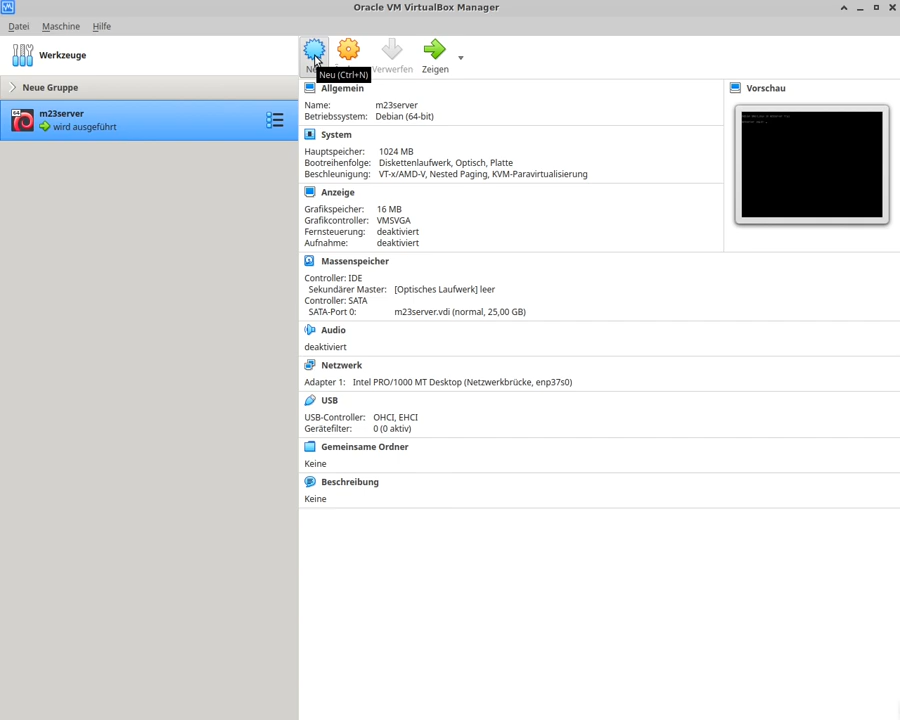 Oracle VM VirtualBox Manager
Datei Maschine Hilfe
Werkzeuge
Neu (Ctrl+N)
Verwerfen Zeigen
Neue Gruppe
64
m23server
wird ausgeführt
Allgemein
Name: m23server
Betriebssystem: Debian (64-bit)
System
Hauptspeicher: 1024 MB
Bootreihenfolge: Diskettenlaufwerk, Optisch, Platte
Beschleunigung: VT-x/AMD-V, Nested Paging, KVM-Paravirtualisierung
Anzeige
Grafikspeicher: 16 MB
Grafikcontroller: VMSVGA
Fernsteuerung: deaktiviert
Aufnahme: deaktiviert
Vorschau
Massenspeicher
Controller: IDE
Sekundärer Master: [Optisches Laufwerk] leer
Controller: SATA
SATA-Port 0: m23server.vdi (normal, 25,00 GB)
Audio
deaktiviert
Netzwerk
Adapter 1: Intel PRO/1000 MT Desktop (Netzwerkbrücke, enp37s0)
USB
USB-Controller: OHCI, EHCI
Gerätefilter: 0 (0 aktiv)
Gemeinsame Ordner
Keine
Beschreibung
Keine